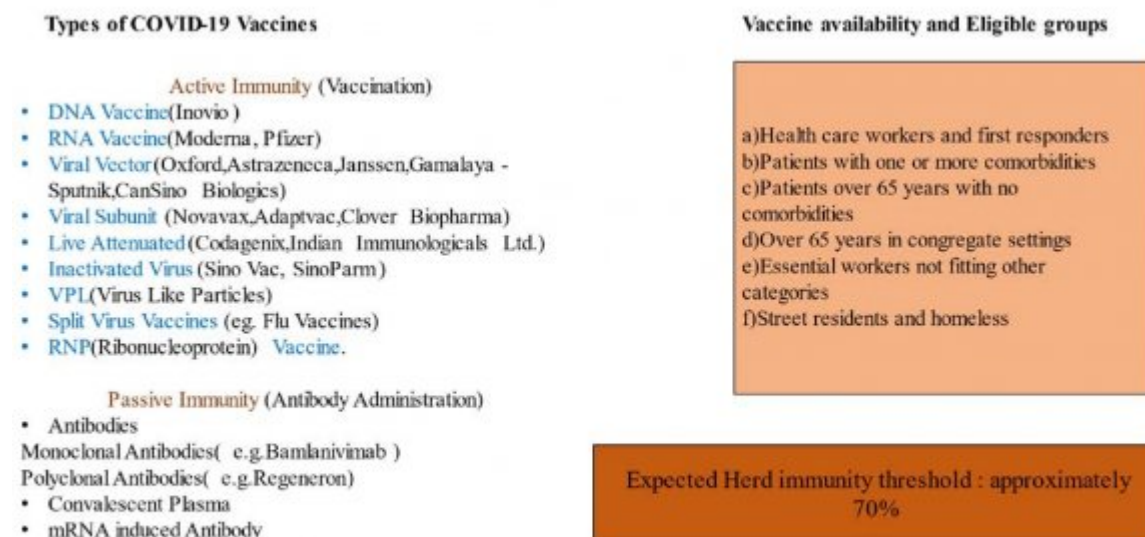 Types of COVID-19 Vaccines
Active Immunity (Vaccination)
• DNA Vaccine(Inovio )
• RNA Vaccine(Moderna, Pfizer)
• Viral Vector(Oxford,Astrazeneca,Janssen,Gamalaya -
Sputnik,CanSino Biologics)
• Viral Subunit (Novavax,Adaptvac,Clover Biopharma)
• Live Attenuated(Codagenix,Indian Immunologicals Ltd.)
• Inactivated Virus (Sino Vac, SinoParm)
• VPL(Virus Like Particles)
• Split Virus Vaccines (eg. Flu Vaccines)
• RNP(Ribonucleoprotein) Vaccine.
Passive Immunity (Antibody Administration)
• Antibodies
Monoclonal Antibodies( e.g.Bamlanivimab )
Polyclonal Antibodies( e.g.Regeneron)
• Convalescent Plasma
• mRNA induced Antibody
Vaccine availability and Eligible groups
a)Health care workers and first responders
b)Patients with one or more comorbidities
c)Patients over 65 years with no
comorbidities
d)Over 65 years in congregate settings
e)Essential workers not fitting other
categories
f)Street residents and homeless
Expected Herd immunity threshold : approximately
70%